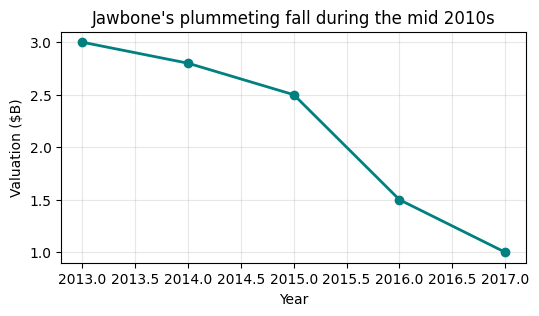 Jawbone's plummeting fall during the mid 2010s
Valuation ($B)
3.0
2.5
2.0
1.5
1.0
2013.0 2013.5 2014.0 2014.5 2015.0 2015.5 2016.0 2016.5 2017.0
Year